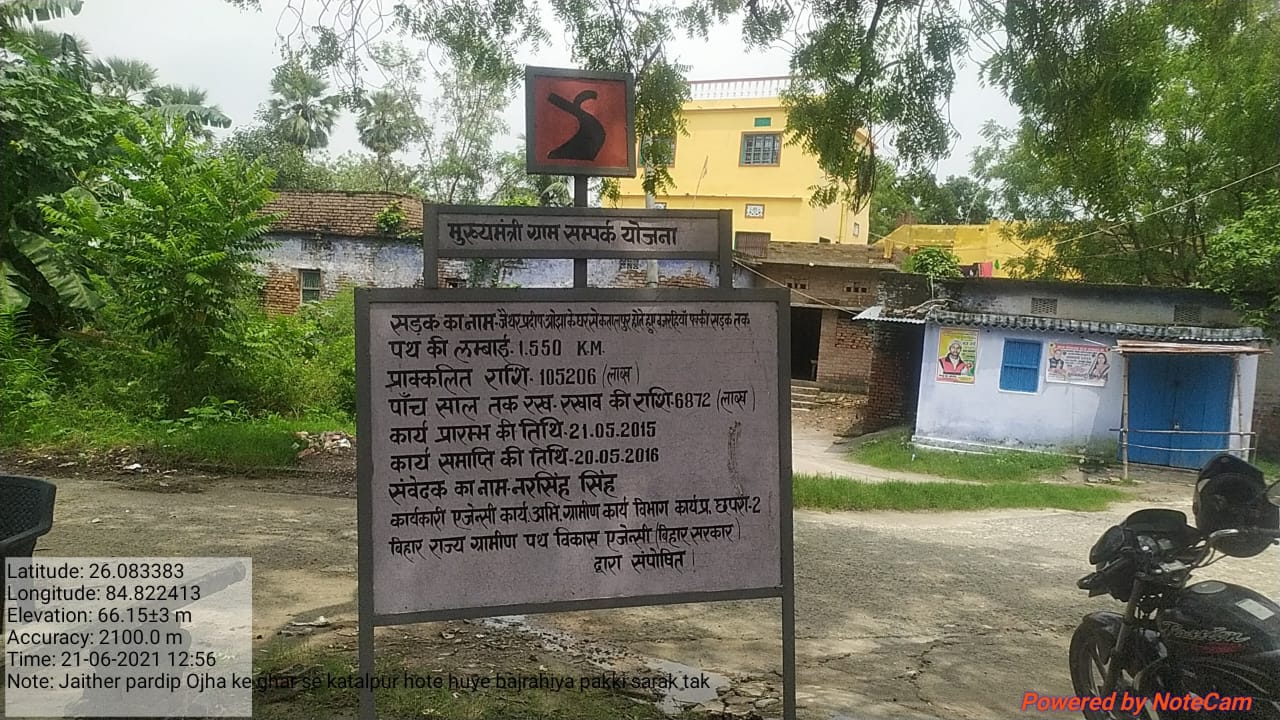 मुख्यमंत्री ग्राम सम्पर्क योजना
सड़क का नाम-जैथर प्रदीप ओझा के घर से कतालपुर होते हुए बजरहियाँ पक्की सड़क तक
पथ की लम्बाई- 1.550 K.M.
प्राक्कलित राशि- 105206 (लाख)
पाँच साल तक रख-रखाव की राशि-6872 (लाख)
कार्य प्रारम्भ की तिथि-21.05.2015
कार्य समाप्ति की तिथि-20.05.2016
संवेदक का नाम-नरसिंह सिंह
कार्यकारी एजेन्सी कार्य.अभि.ग्रामीण कार्य विभाग कार्य.प्र. छपरा-2
बिहार राज्य ग्रामीण पथ विकास एजेन्सी (बिहार सरकार)
द्वारा संपोषित।
Latitude: 26.083383
Longitude: 84.822413
Elevation: 66.15±3 m
Accuracy: 2100.0 m
Time: 21-06-2021 12:56
Note: Jaither pardip Ojha ke ghar se katalpur hote huye bajrahiya pakki sarak tak
Passion
Powered by NoteCam